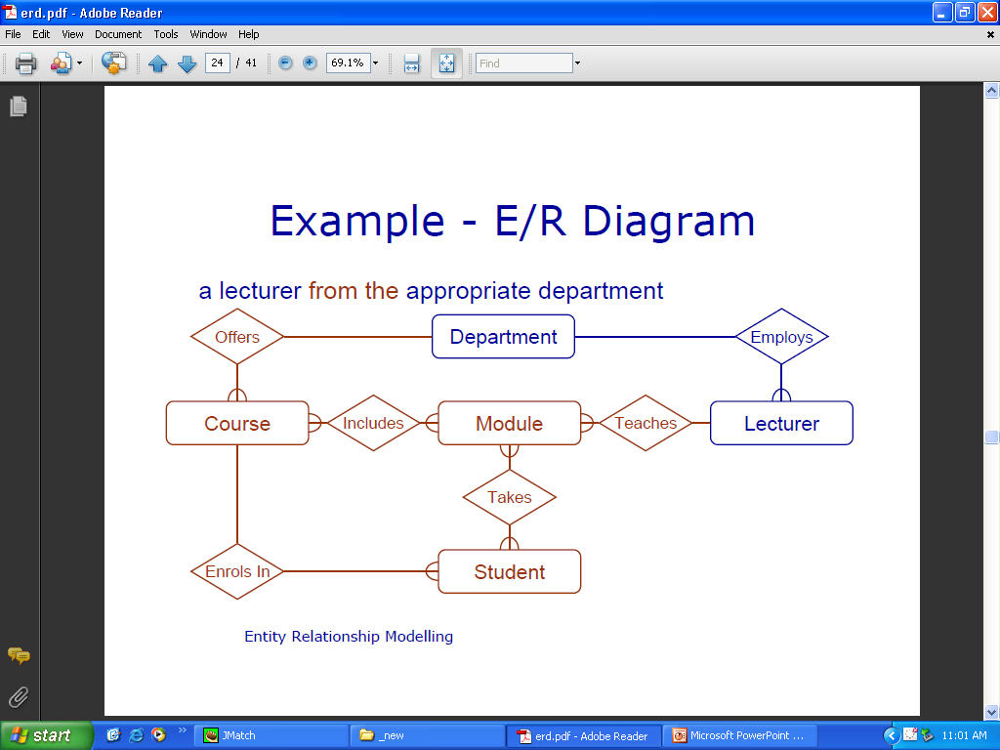 erd.pdf - Adobe Reader
File Edit View Document Tools Window Help
24 / 41 69.1% Find
Example - E/R Diagram
a lecturer from the appropriate department
Offers Department Employs
Course Includes Module Teaches Lecturer
Takes
Enrols In Student
Entity Relationship Modelling
start JMatch _new erd.pdf - Adobe Reader Microsoft PowerPoint ... 11:01 AM